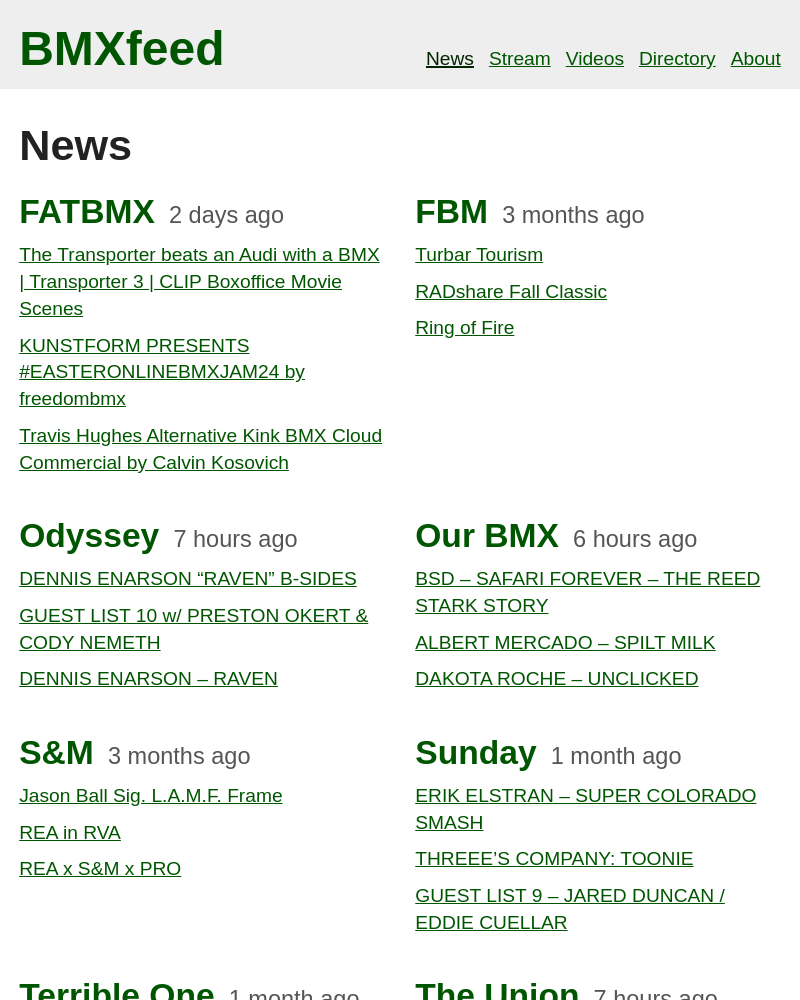 BMXfeed
News Stream Videos Directory About
News
FATBMX 2 days ago
The Transporter beats an Audi with a BMX
| Transporter 3 | CLIP Boxoffice Movie
Scenes
KUNSTFORM PRESENTS
#EASTERONLINEBMXJAM24 by
freedombmx
Travis Hughes Alternative Kink BMX Cloud
Commercial by Calvin Kosovich
FBM 3 months ago
Turbar Tourism
RADshare Fall Classic
Ring of Fire
Odyssey 7 hours ago
DENNIS ENARSON “RAVEN” B-SIDES
GUEST LIST 10 w/ PRESTON OKERT &
CODY NEMETH
DENNIS ENARSON – RAVEN
Our BMX 6 hours ago
BSD – SAFARI FOREVER – THE REED
STARK STORY
ALBERT MERCADO – SPILT MILK
DAKOTA ROCHE – UNCLICKED
S&M 3 months ago
Jason Ball Sig. L.A.M.F. Frame
REA in RVA
REA x S&M x PRO
Sunday 1 month ago
ERIK ELSTRAN – SUPER COLORADO
SMASH
THREEE’S COMPANY: TOONIE
GUEST LIST 9 – JARED DUNCAN /
EDDIE CUELLAR
Terrible One 1 month ago
The Union 7 hours ago